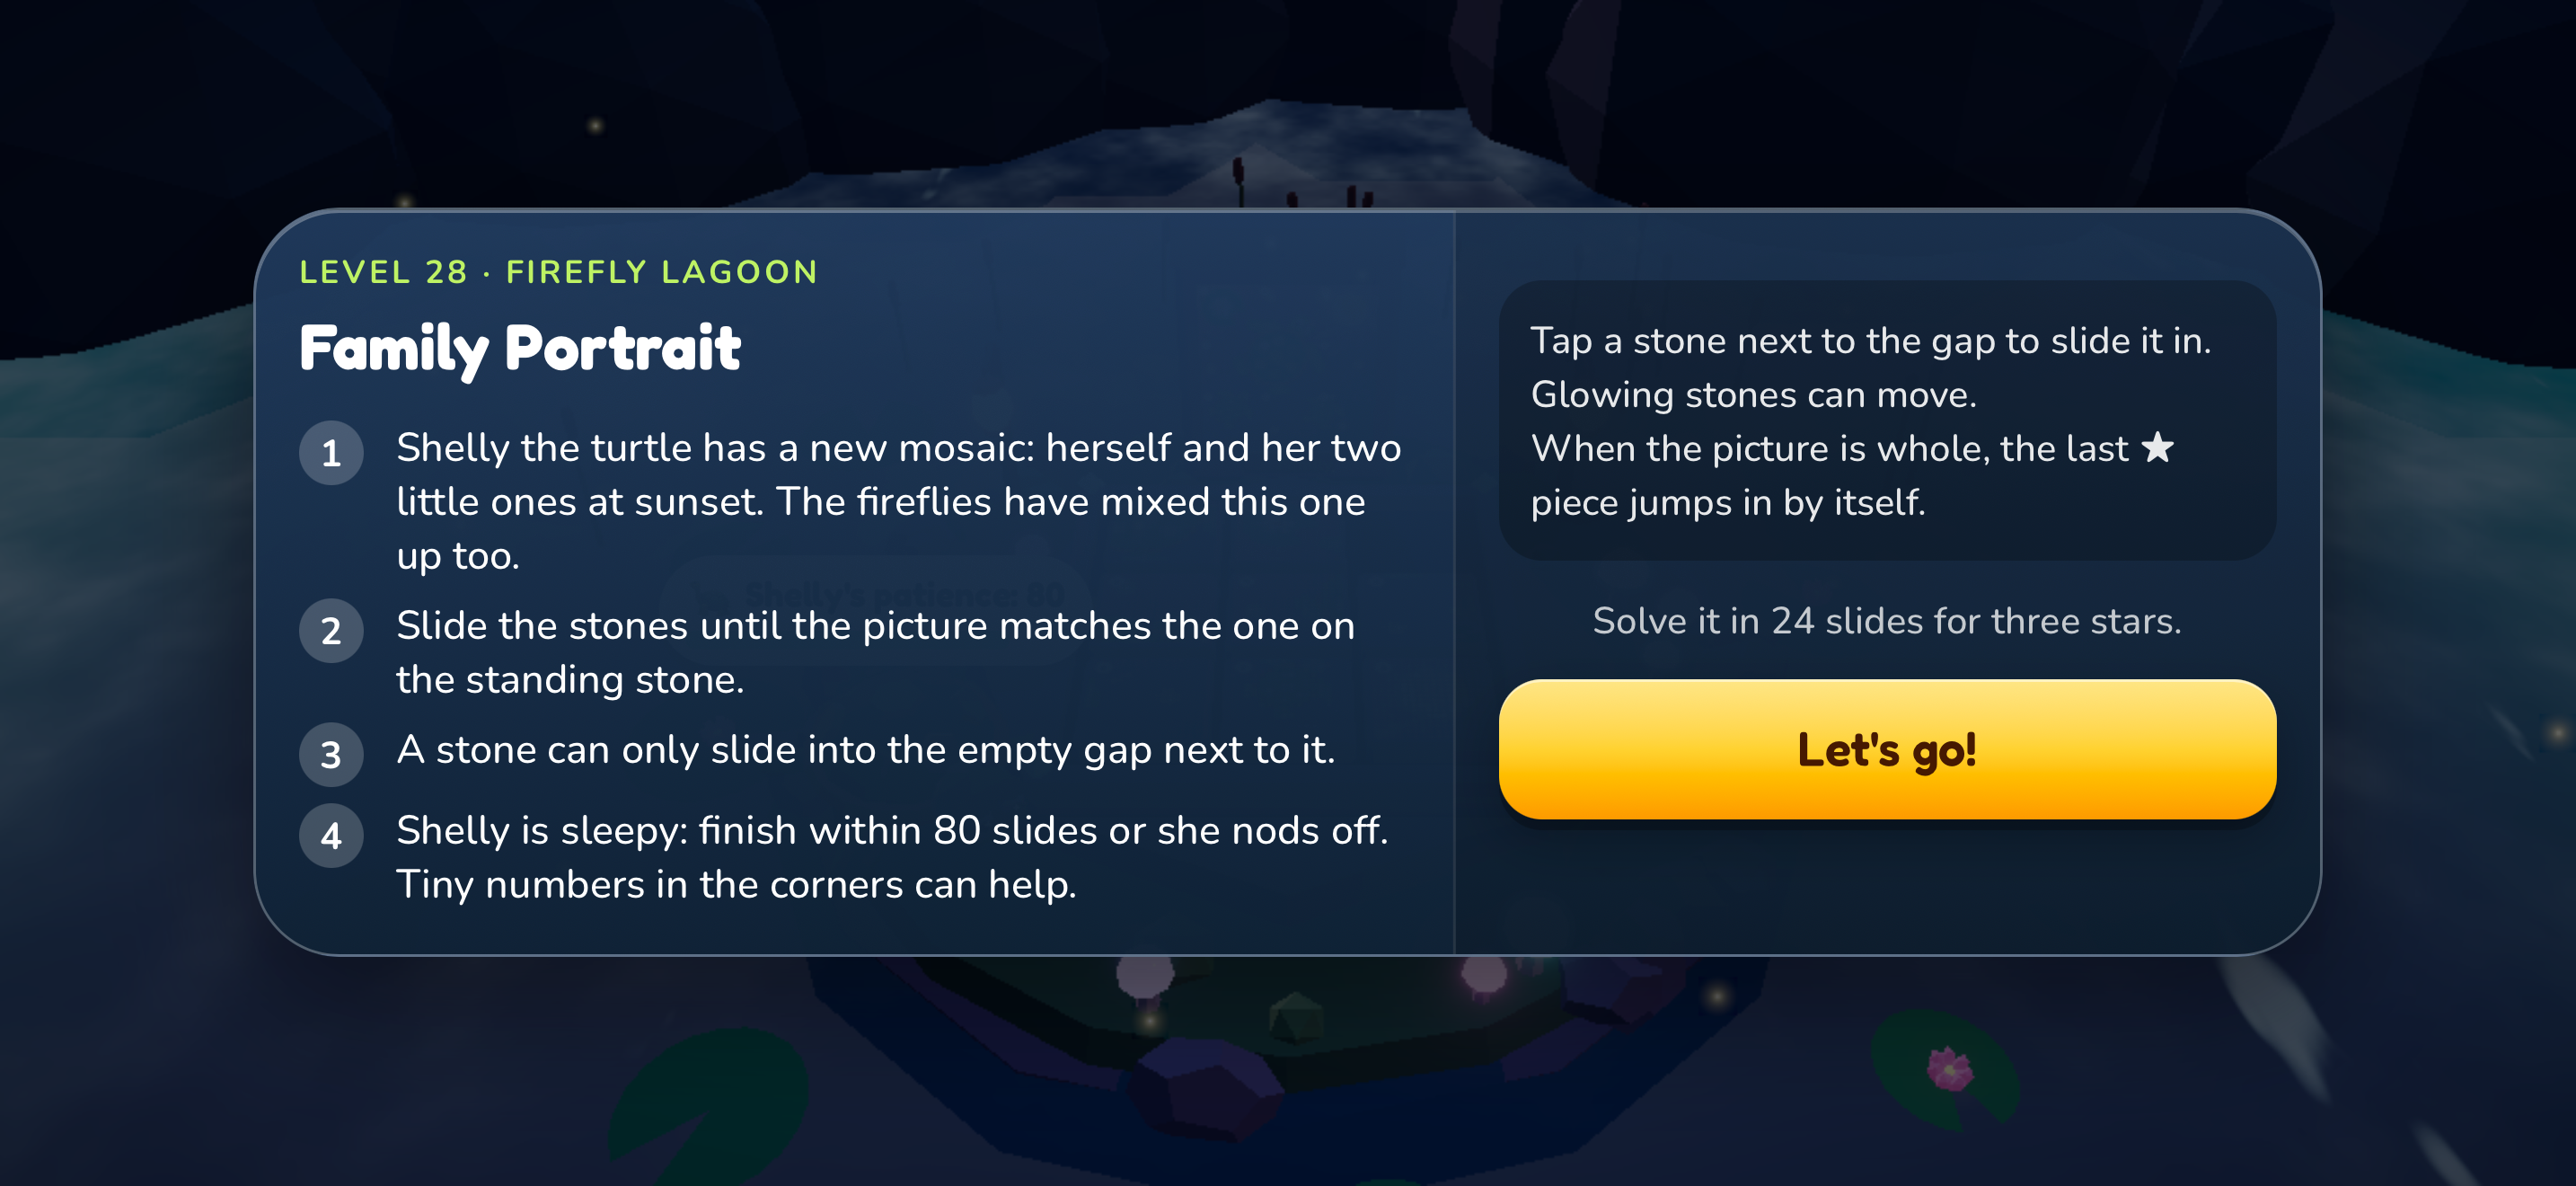 LEVEL 28 · FIREFLY LAGOON
Family Portrait
1 Shelly the turtle has a new mosaic: herself and her two
little ones at sunset. The fireflies have mixed this one
up too.
2 Slide the stones until the picture matches the one on
the standing stone.
3 A stone can only slide into the empty gap next to it.
4 Shelly is sleepy: finish within 80 slides or she nods off.
Tiny numbers in the corners can help.
Shelly's patience: 80
Tap a stone next to the gap to slide it in.
Glowing stones can move.
When the picture is whole, the last ★
piece jumps in by itself.
Solve it in 24 slides for three stars.
Let's go!